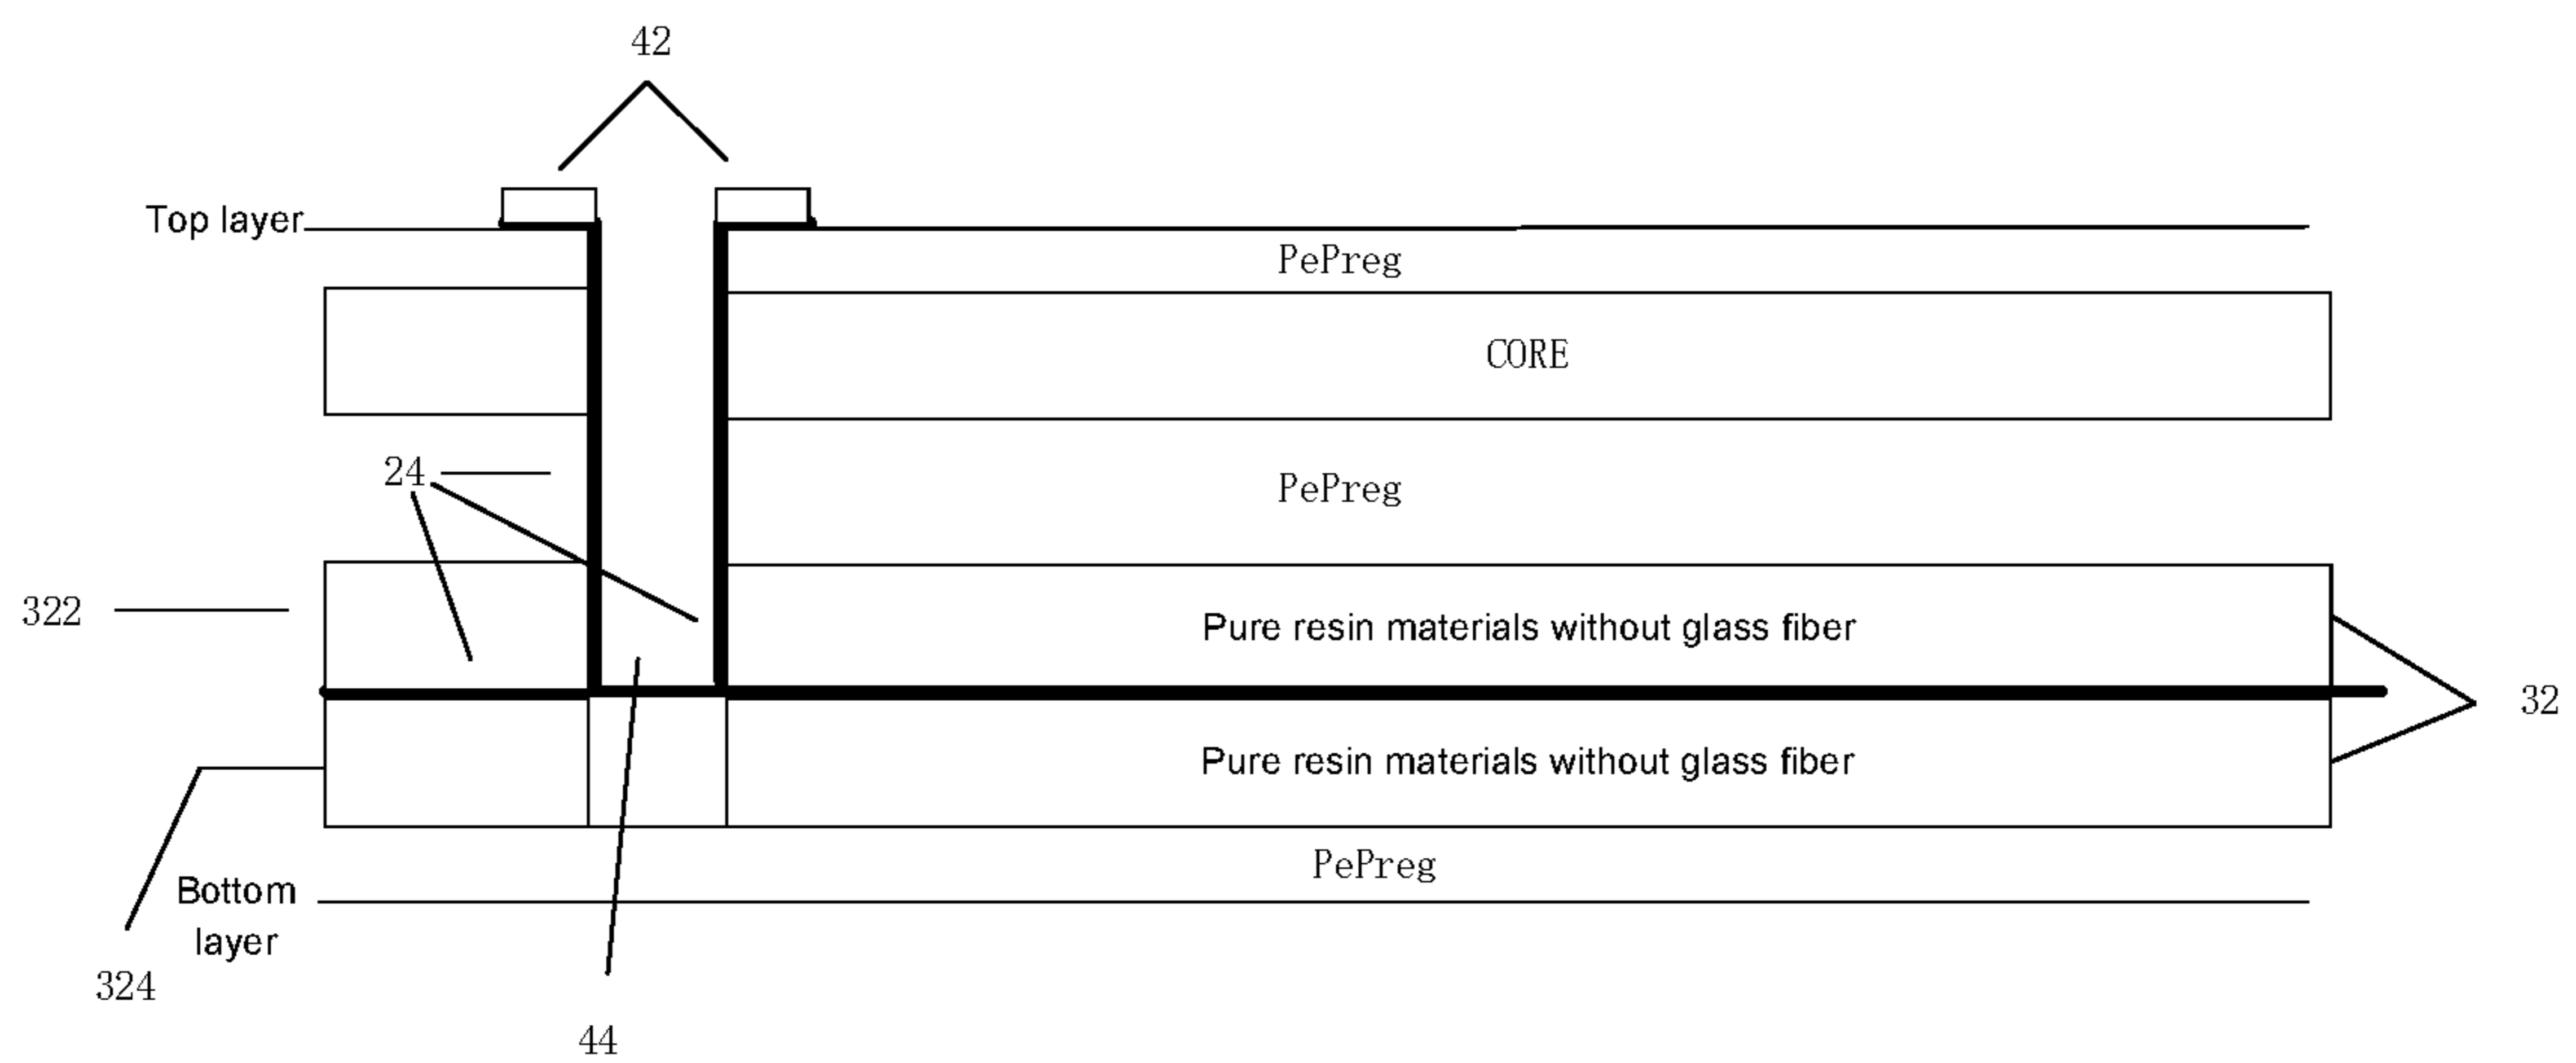 42
Top layer
PePreg
CORE
24
PePreg
322
Pure resin materials without glass fiber
32
Pure resin materials without glass fiber
PePreg
Bottom
layer
324
44